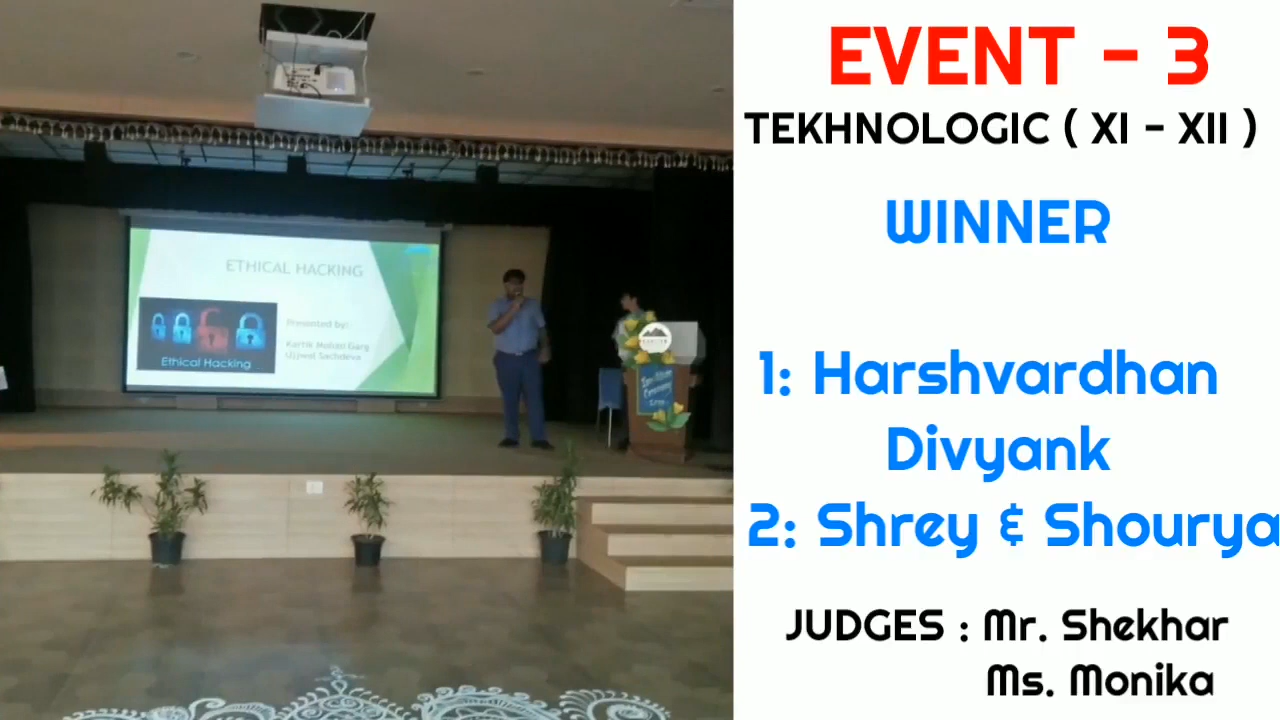 ETHICAL HACKING
Presented by:
Kartik Mohan Garg
Ujjwal Sachdeva
Ethical Hacking
EVENT - 3
TEKHNOLOGIC ( XI - XII )
WINNER
1: Harshvardhan
Divyank
2: Shrey & Shourya
JUDGES : Mr. Shekhar
Ms. Monika